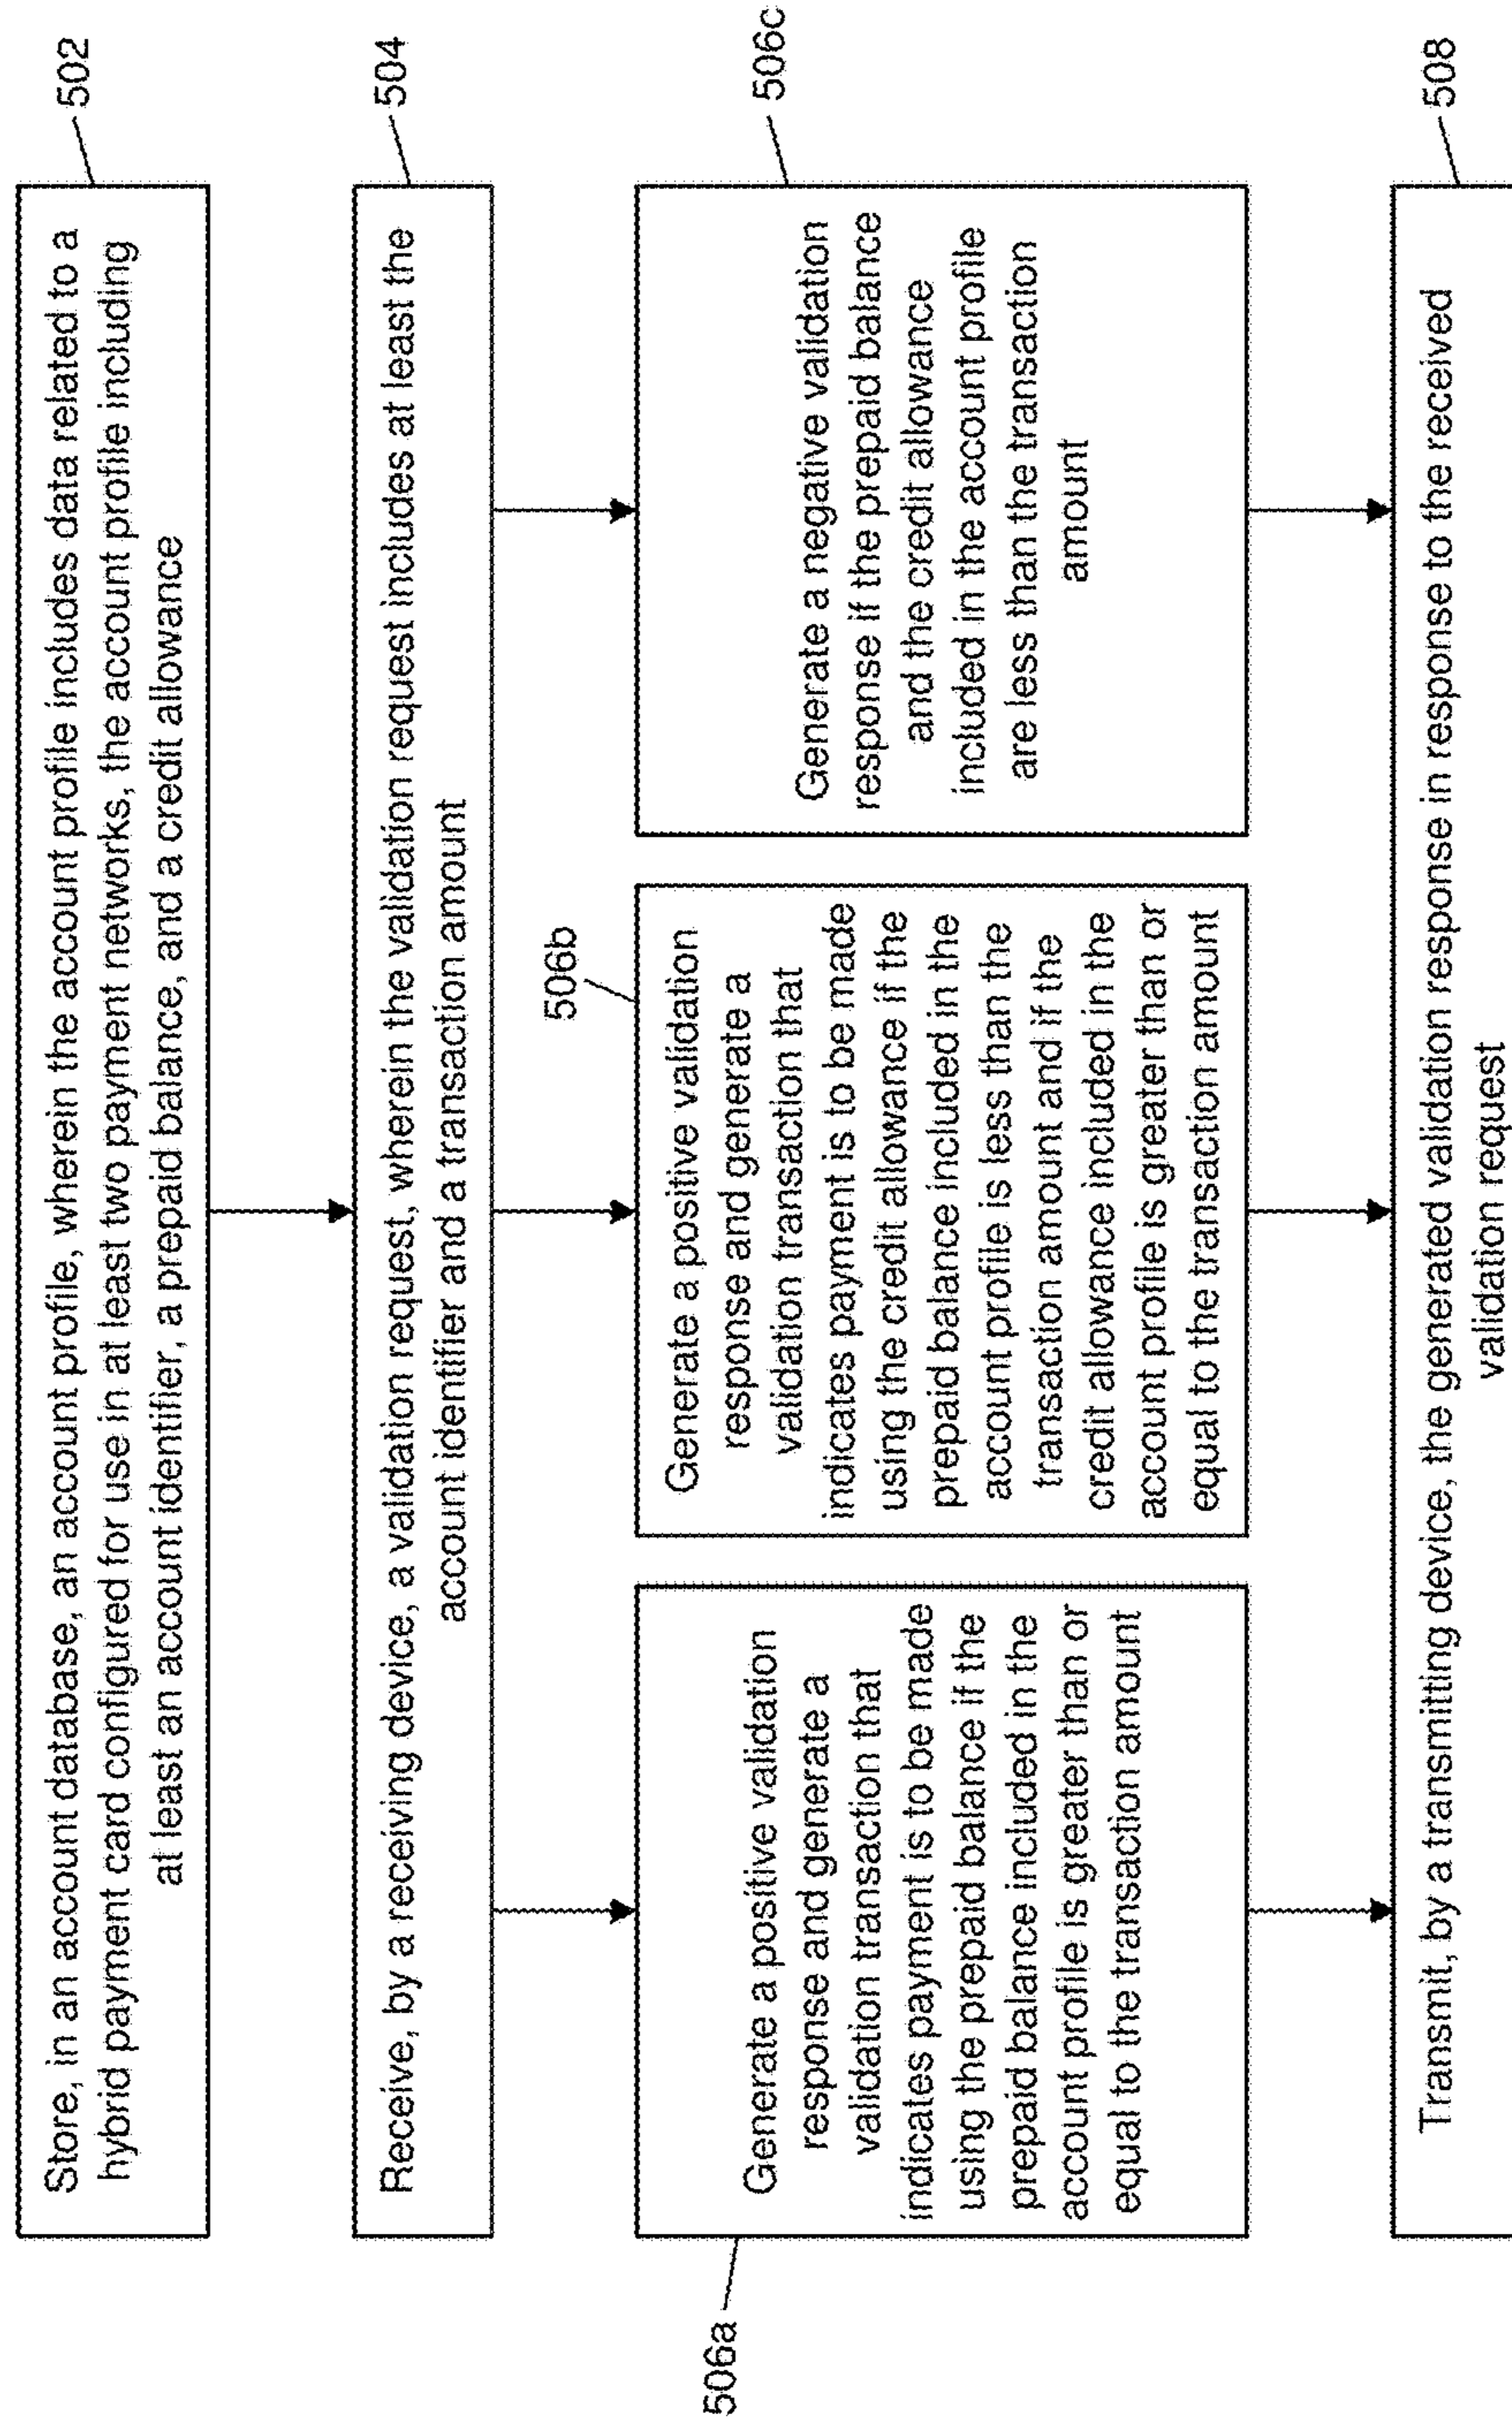 Store, in an account database, an account profile, wherein the account profile includes data related to a
hybrid payment card configured for use in at least two payment networks, the account profile including
at least an account identifier, a prepaid balance, and a credit allowance
502
Receive, by a receiving device, a validation request, wherein the validation request includes at least the
account identifier and a transaction amount
504
506a
Generate a positive validation
response and generate a
validation transaction that
indicates payment is to be made
using the prepaid balance if the
prepaid balance included in the
account profile is greater than or
equal to the transaction amount
506b
Generate a positive validation
response and generate a
validation transaction that
indicates payment is to be made
using the credit allowance if the
prepaid balance included in the
account profile is less than the
transaction amount and if the
credit allowance included in the
account profile is greater than or
equal to the transaction amount
506c
Generate a negative validation
response if the prepaid balance
and the credit allowance
included in the account profile
are less than the transaction
amount
Transmit, by a transmitting device, the generated validation response in response to the received
validation request
508